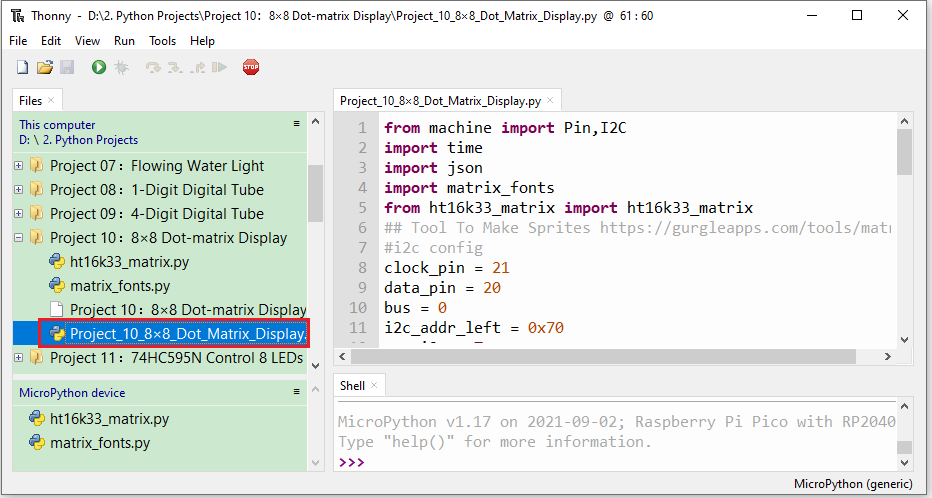 Thonny - D:\2. Python Projects\Project 10：8×8 Dot-matrix Display\Project_10_8×8_Dot_Matrix_Display.py @ 61 : 60
File Edit View Run Tools Help
STOP
Files
This computer
D: \ 2. Python Projects
Project 07：Flowing Water Light
Project 08：1-Digit Digital Tube
Project 09：4-Digit Digital Tube
Project 10：8×8 Dot-matrix Display
ht16k33_matrix.py
matrix_fonts.py
Project 10：8×8 Dot-matrix Display
Project_10_8×8_Dot_Matrix_Display.
Project 11：74HC595N Control 8 LEDs
MicroPython device
ht16k33_matrix.py
matrix_fonts.py
Project_10_8×8_Dot_Matrix_Display.py
1 from machine import Pin,I2C
2 import time
3 import json
4 import matrix_fonts
5 from ht16k33_matrix import ht16k33_matrix
6 ## Tool To Make Sprites https://gurgleapps.com/tools/mat
7 #i2c config
8 clock_pin = 21
9 data_pin = 20
10 bus = 0
11 i2c_addr_left = 0x70
Shell
MicroPython v1.17 on 2021-09-02; Raspberry Pi Pico with RP2040
Type "help()" for more information.
>>>
MicroPython (generic)